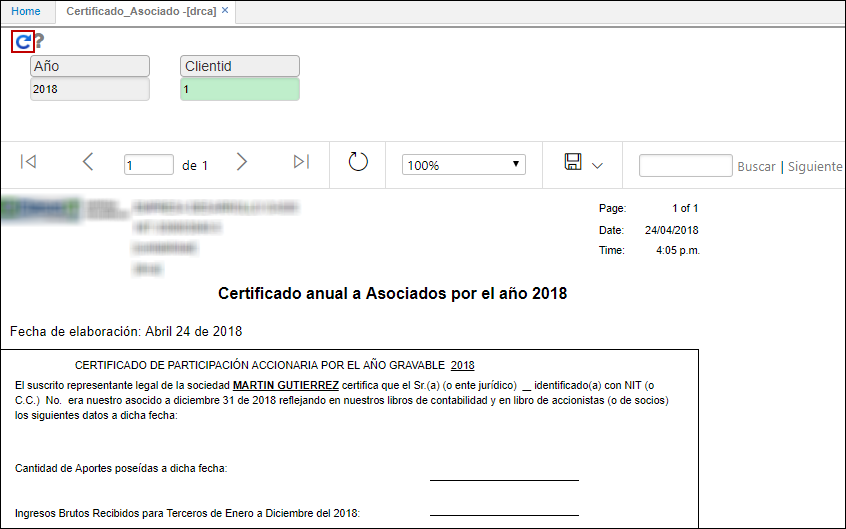 Home Certificado_Asociado -[drca] ×
?
Año Clientid
2018 1
1 de 1 100% Buscar | Siguiente
Page: 1 of 1
Date: 24/04/2018
Time: 4:05 p.m.
Certificado anual a Asociados por el año 2018
Fecha de elaboración: Abril 24 de 2018
CERTIFICADO DE PARTICIPACIÓN ACCIONARIA POR EL AÑO GRAVABLE 2018
El suscrito representante legal de la sociedad MARTIN GUTIERREZ certifica que el Sr.(a) (o ente jurídico) __ identificado(a) con NIT (o
C.C.) No. era nuestro asocido a diciembre 31 de 2018 reflejando en nuestros libros de contabilidad y en libro de accionistas (o de socios)
los siguientes datos a dicha fecha:
Cantidad de Aportes poseídas a dicha fecha:
Ingresos Brutos Recibidos para Terceros de Enero a Diciembre del 2018: